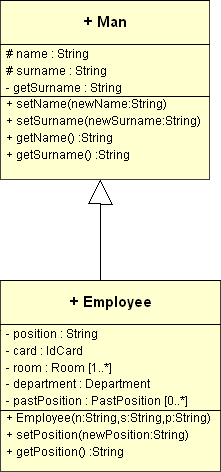 + Man
# name : String
# surname : String
- getSurname : String
+ setName(newName:String)
+ setSurname(newSurname:String)
+ getName() :String
+ getSurname() :String
+ Employee
- position : String
- card : IdCard
- room : Room [1..*]
- department : Department
- pastPosition : PastPosition [0..*]
+ Employee(n:String,s:String,p:String)
+ setPosition(newPosition:String)
+ getPosition() :String